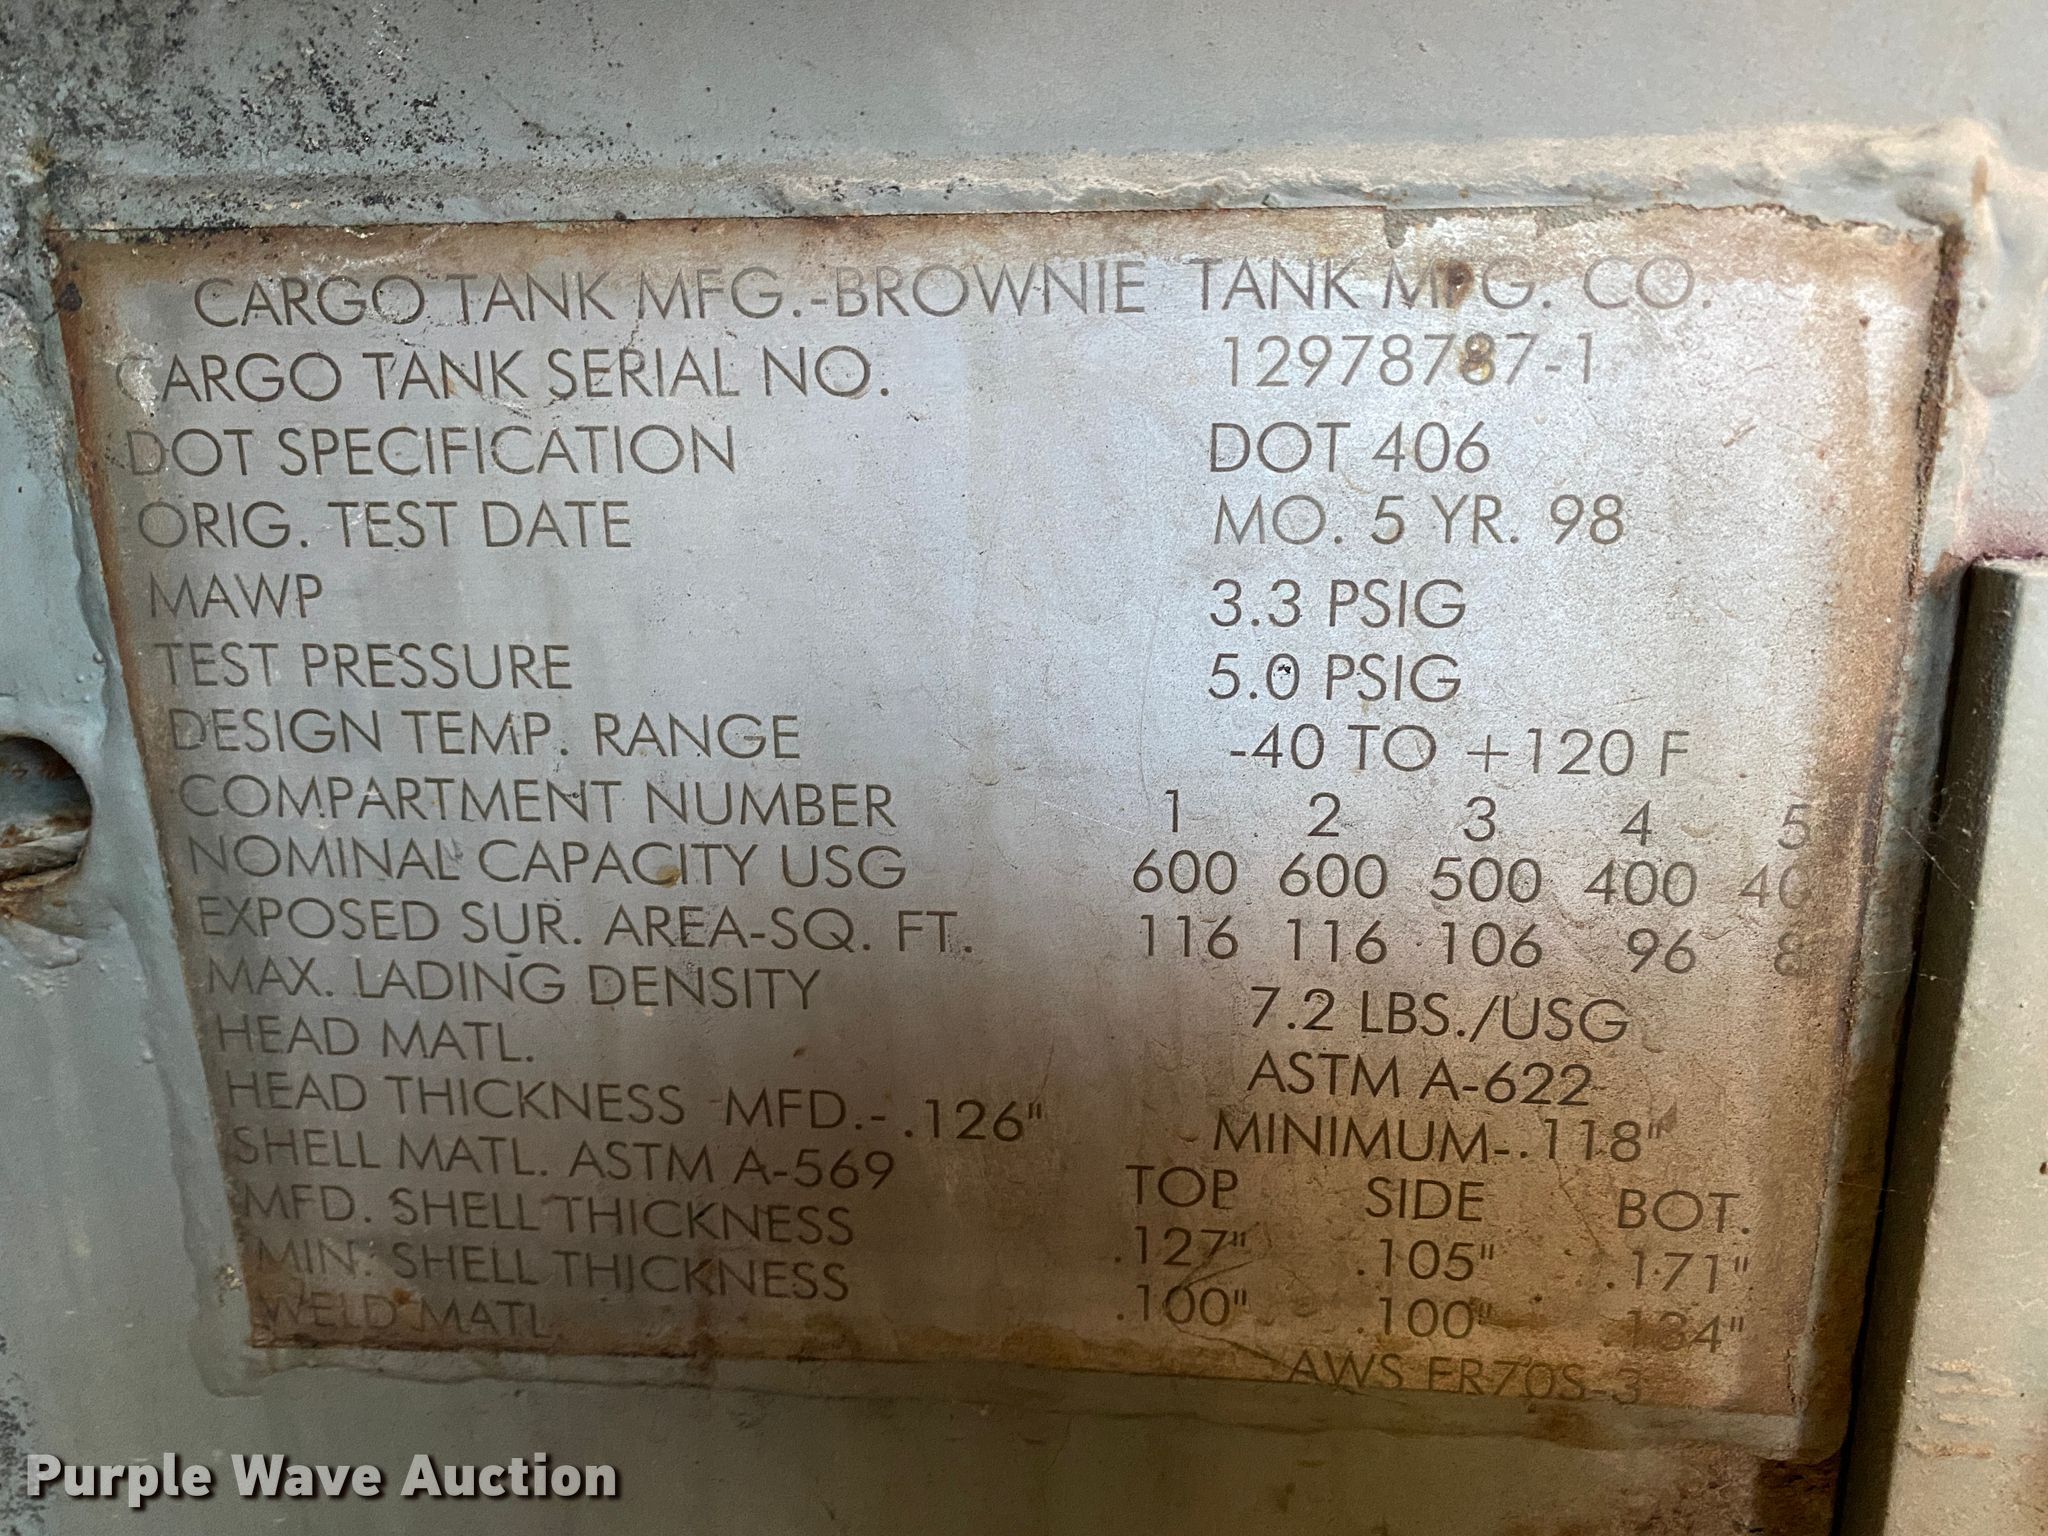 CARGO TANK MFG.-BROWNIE TANK MFG. CO.
CARGO TANK SERIAL NO. 12978787-1
DOT SPECIFICATION DOT 406
ORIG. TEST DATE MO. 5 YR. 98
MAWP 3.3 PSIG
TEST PRESSURE 5.0 PSIG
DESIGN TEMP. RANGE -40 TO +120 F
COMPARTMENT NUMBER 1 2 3 4 5
NOMINAL CAPACITY USG 600 600 500 400
EXPOSED SUR. AREA-SQ. FT. 116 116 106 96
MAX. LADING DENSITY 7.2 LBS./USG
HEAD MATL. ASTM A-622
HEAD THICKNESS MFD.-.126" MINIMUM-.118"
SHELL MATL. ASTM A-569 TOP SIDE BOT.
MFD. SHELL THICKNESS .127" .105" .171"
MIN. SHELL THICKNESS .100" .100" .134"
WELD MATL. AWS ER70S-3
Purple Wave Auction